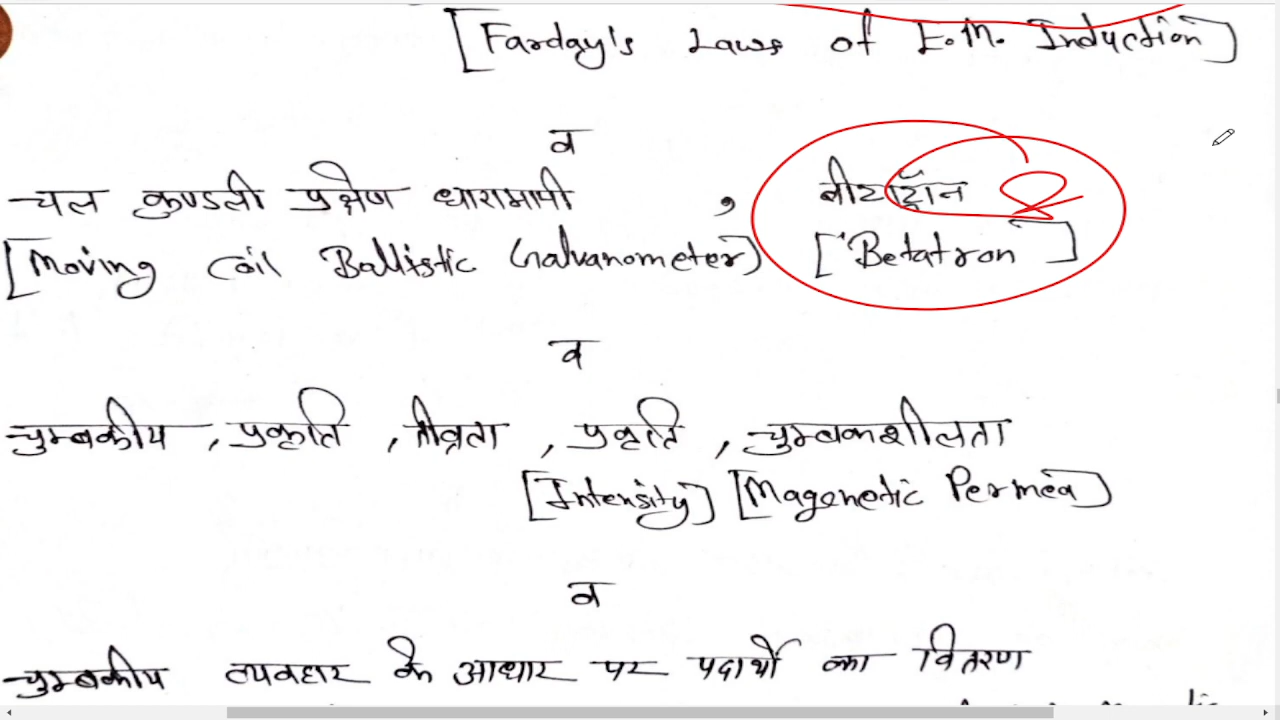 [Farday's Laws of E.M. Induction]
व
चल कुण्डली प्रक्षेण धारामापी , बीटाट्रॉन
[Moving Coil Ballistic Galvanometer] [Betatron]
व
चुम्बकीय , प्रकृति , तीव्रता , प्रवृत्ति , चुम्बकशीलता
[Intensity] [Magenetic Permea]
व
चुम्बकीय व्यवहार के आधार पर पदार्थो का वितरण